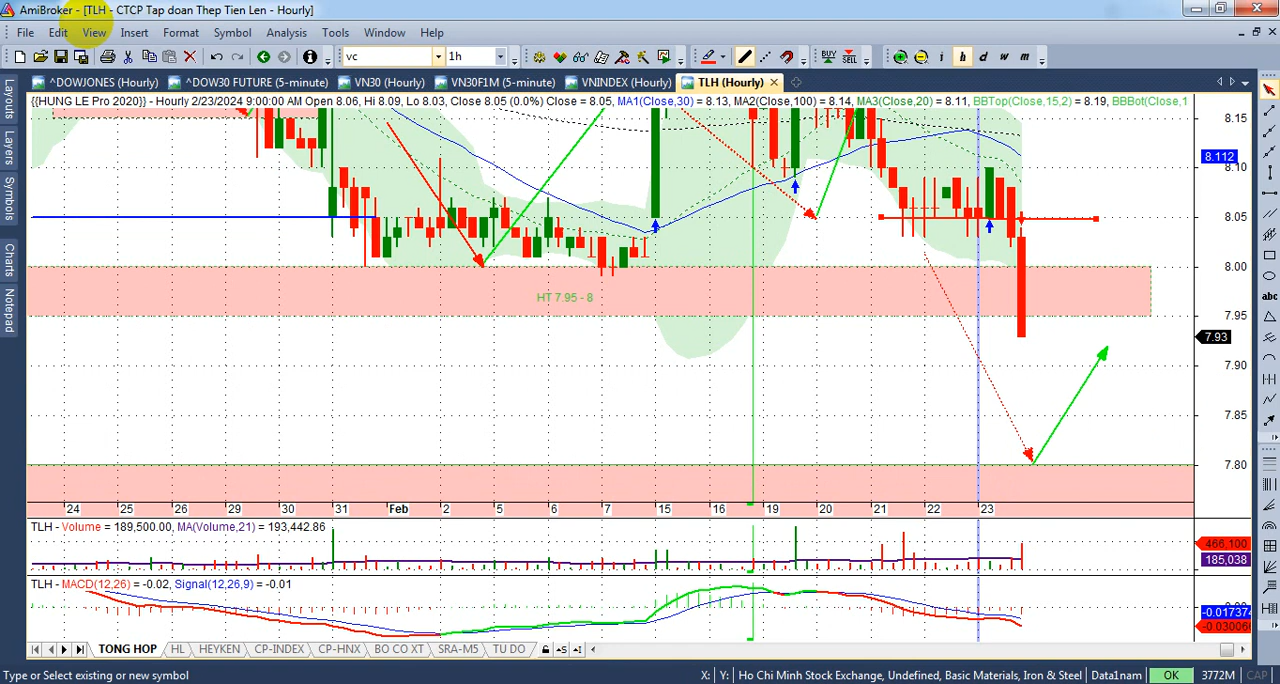 AmiBroker - [TLH - CTCP Tap doan Thep Tien Len - Hourly]
File Edit View Insert Format Symbol Analysis Tools Window Help
vc 1h BUY SELL i h d w m
^DOWJONES (Hourly) ^DOW30 FUTURE (5-minute) VN30 (Hourly) VN30F1M (5-minute) VNINDEX (Hourly) TLH (Hourly)
{{HUNG LE Pro 2020}} - Hourly 2/23/2024 9:00:00 AM Open 8.06, Hi 8.09, Lo 8.03, Close 8.05 (0.0%) Close = 8.05, MA1(Close,30) = 8.13, MA2(Close,100) = 8.14, MA3(Close,20) = 8.11, BBTop(Close,15,2) = 8.19, BBBot(Close,1
Layouts
Layers
Symbols
Charts
Notepad
abc
8.15
8.112
8.10
8.05
8.00
HT 7.95 - 8
7.95
7.93
7.90
7.85
7.80
24 25 26 29 30 31 Feb 2 5 6 7 15 16 19 20 21 22 23
TLH - Volume = 189,500.00, MA(Volume,21) = 193,442.86
466,100
185,038
TLH - MACD(12,26) = -0.02, Signal(12,26,9) = -0.01
TONG HOP HL HEYKEN CP-INDEX CP-HNX BO CO XT SRA-M5 TU DO
Type or Select existing or new symbol X: Y: Ho Chi Minh Stock Exchange, Undefined, Basic Materials, Iron & Steel Data1nam OK 3772M CAP